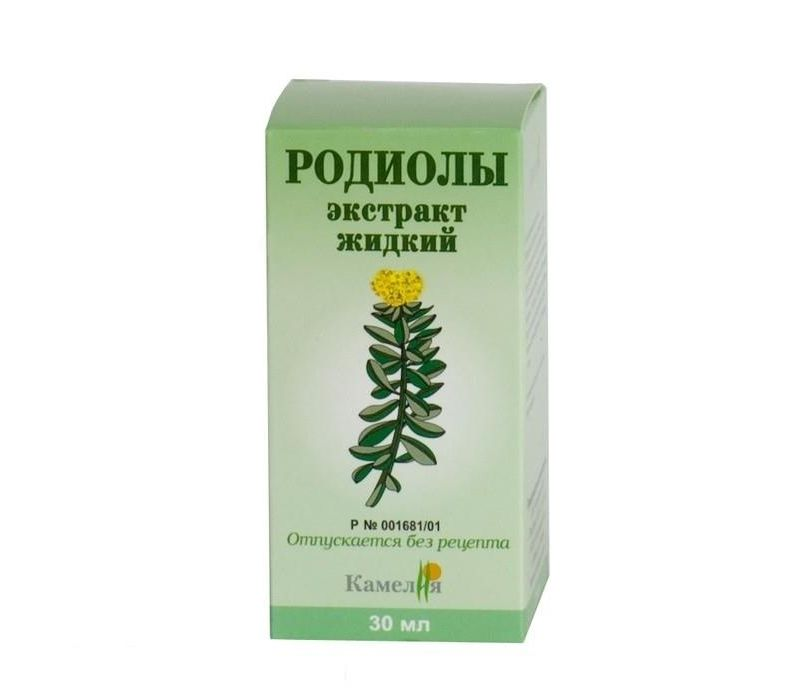 РОДИОЛЫ
экстракт
жидкий
Р № 001681/01
Отпускается без рецепта
Камелия
30 мл